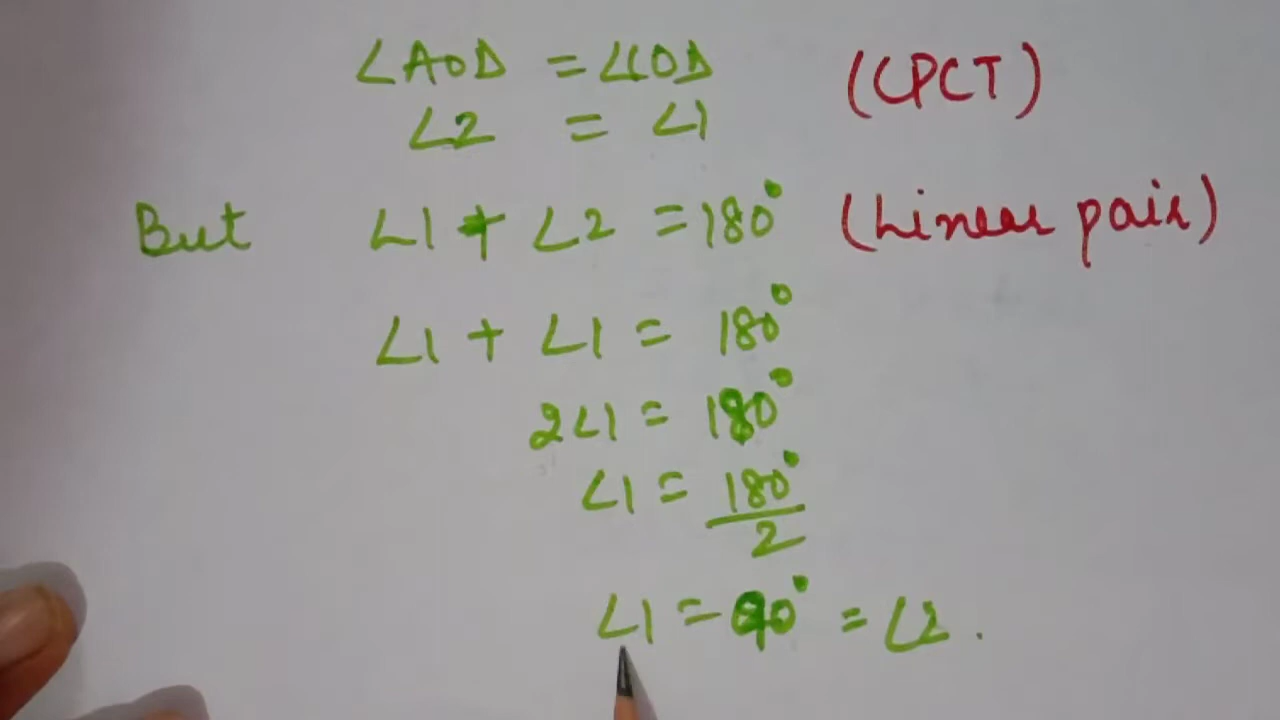 ∠AOD = ∠COD (CPCT)
∠2 = ∠1
But ∠1 + ∠2 = 180° (Linear pair)
∠1 + ∠1 = 180°
2∠1 = 180°
∠1 = 180°/2
∠1 = 90° = ∠2.